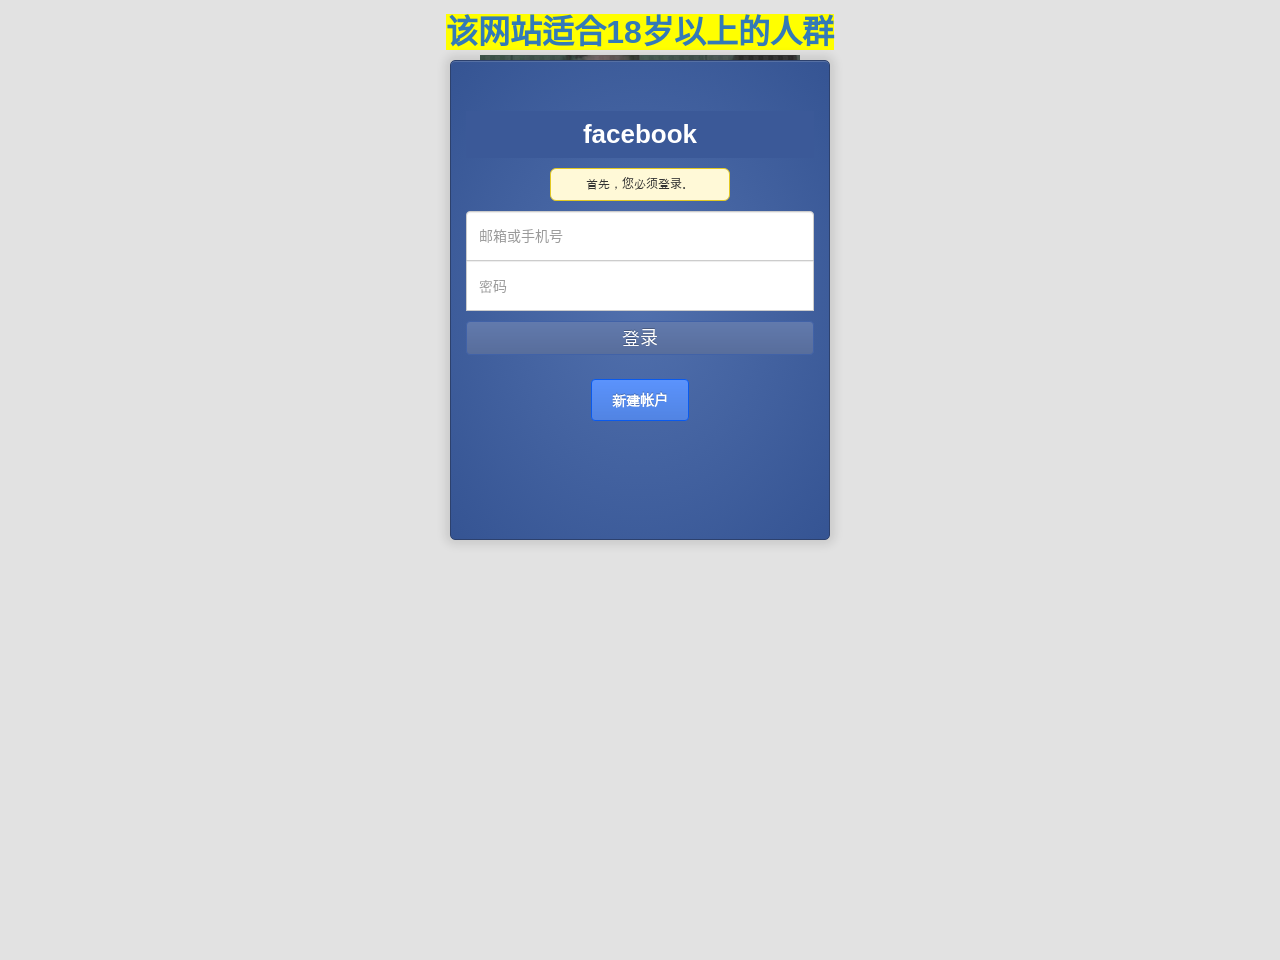 该网站适合18岁以上的人群
facebook
首先，您必须登录。
邮箱或手机号
密码
登录
新建帐户